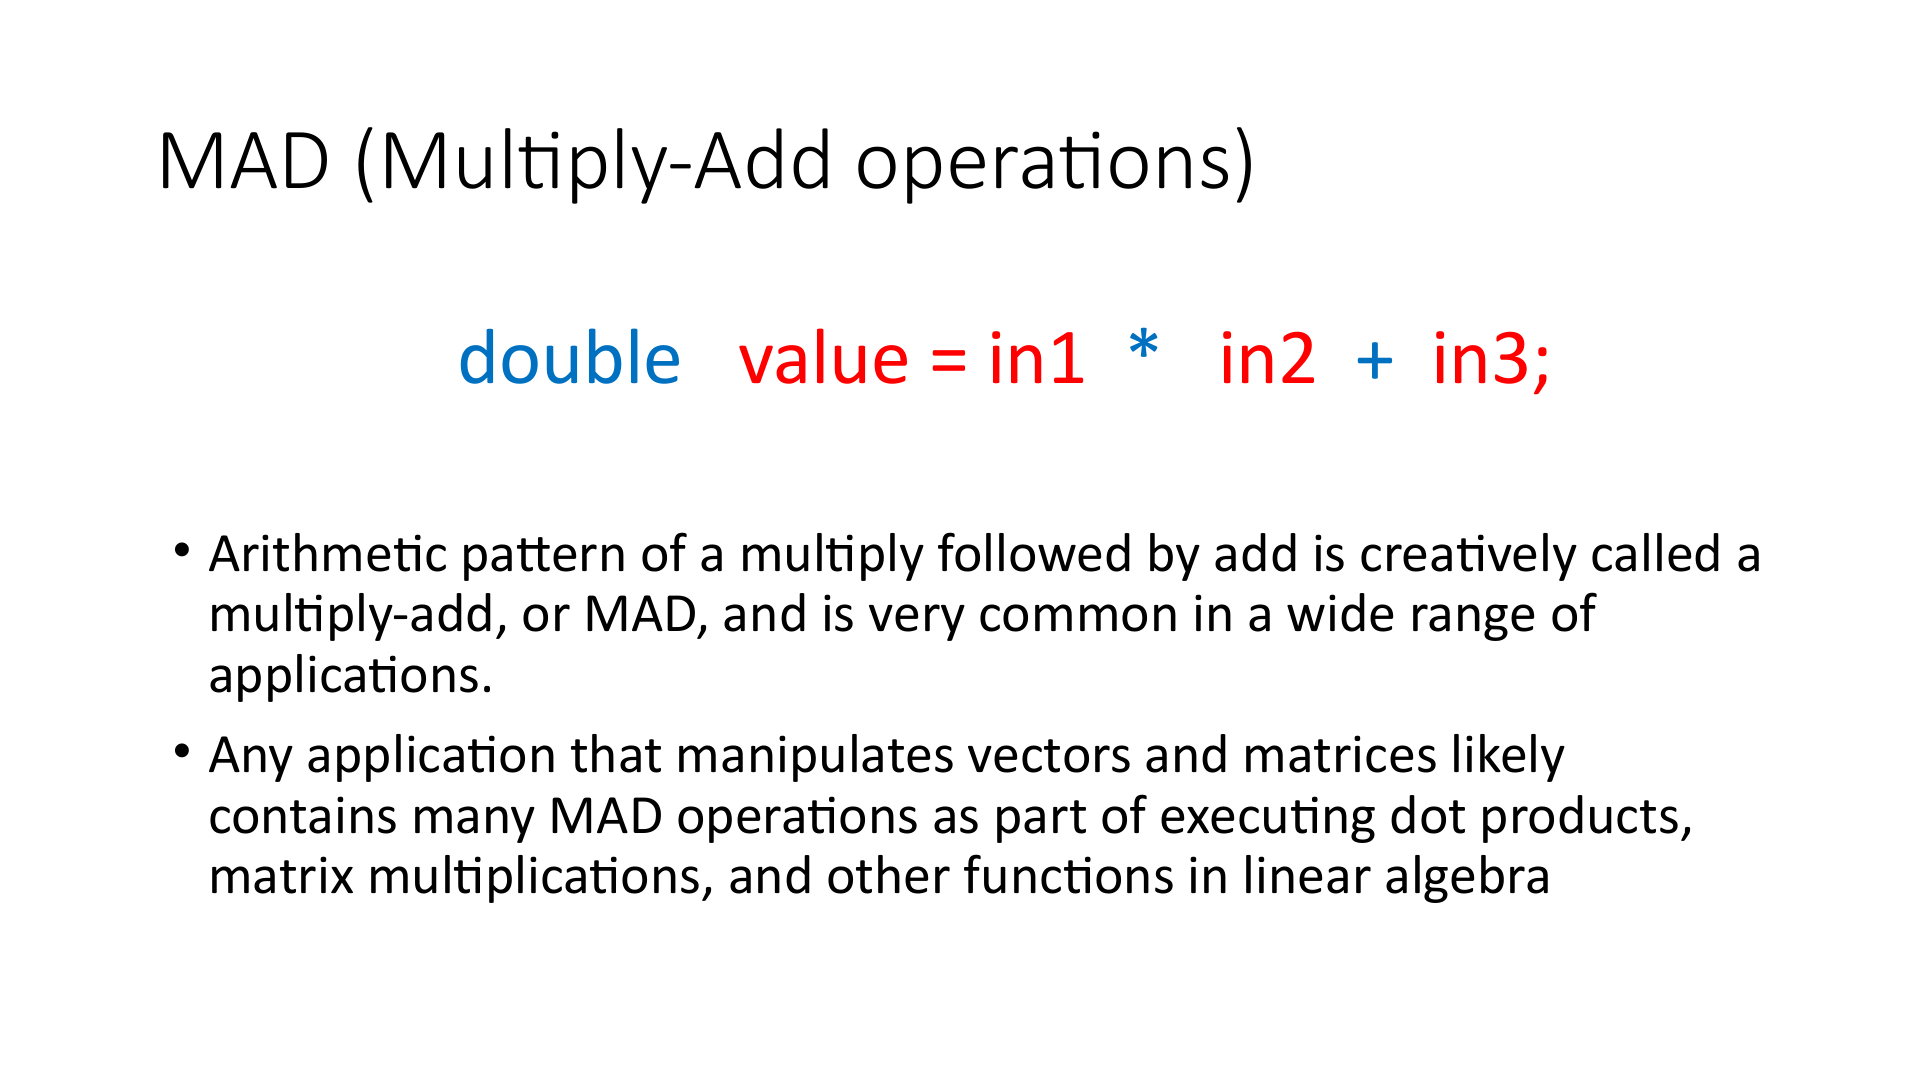 MAD (Multiply-Add operations)
double value = in1 * in2 + in3;
• Arithmetic pattern of a multiply followed by add is creatively called a
multiply-add, or MAD, and is very common in a wide range of
applications.
• Any application that manipulates vectors and matrices likely
contains many MAD operations as part of executing dot products,
matrix multiplications, and other functions in linear algebra